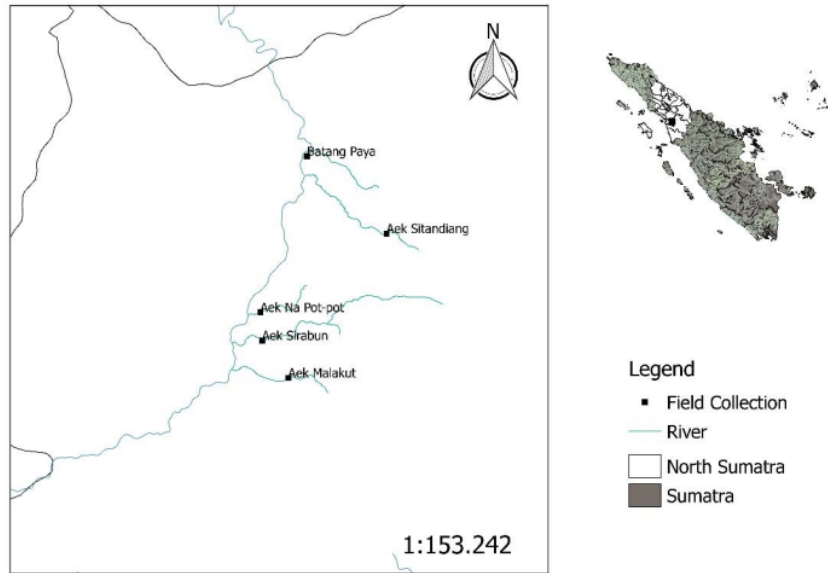 N
Batang Paya
Aek Sitandiang
Aek Na Pot-pot
Aek Sirabun
Aek Malakut
1:153.242
Legend
Field Collection
River
North Sumatra
Sumatra